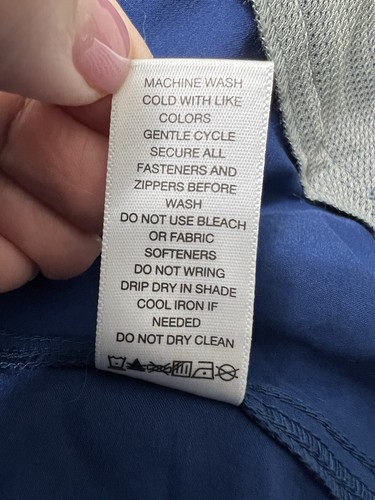 MACHINE WASH
COLD WITH LIKE
COLORS
GENTLE CYCLE
SECURE ALL
FASTENERS AND
ZIPPERS BEFORE
WASH
DO NOT USE BLEACH
OR FABRIC
SOFTENERS
DO NOT WRING
DRIP DRY IN SHADE
COOL IRON IF
NEEDED
DO NOT DRY CLEAN